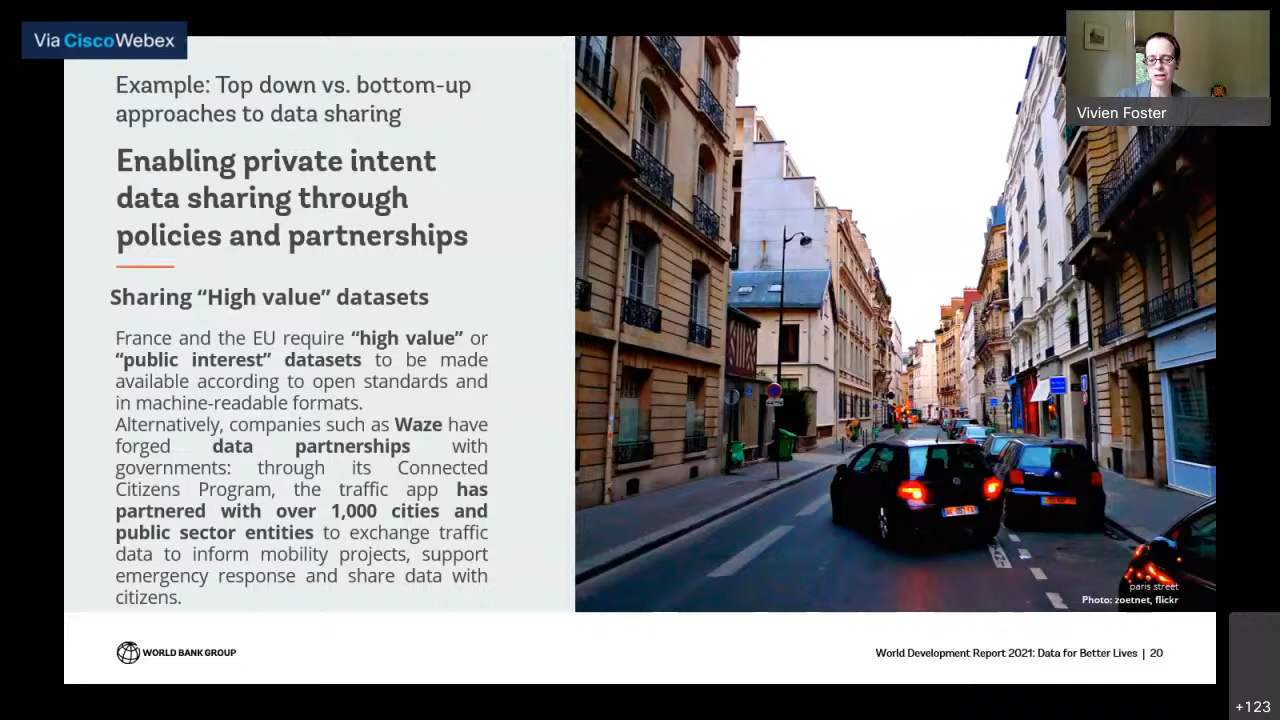 Via CiscoWebex
Example: Top down vs. bottom-up
approaches to data sharing
Enabling private intent
data sharing through
policies and partnerships
Sharing “High value” datasets
France and the EU require “high value” or
“public interest” datasets to be made
available according to open standards and
in machine-readable formats.
Alternatively, companies such as Waze have
forged data partnerships with
governments: through its Connected
Citizens Program, the traffic app has
partnered with over 1,000 cities and
public sector entities to exchange traffic
data to inform mobility projects, support
emergency response and share data with
citizens.
Vivien Foster
paris street
Photo: zoetnet, flickr
WORLD BANK GROUP
World Development Report 2021: Data for Better Lives | 20
+123